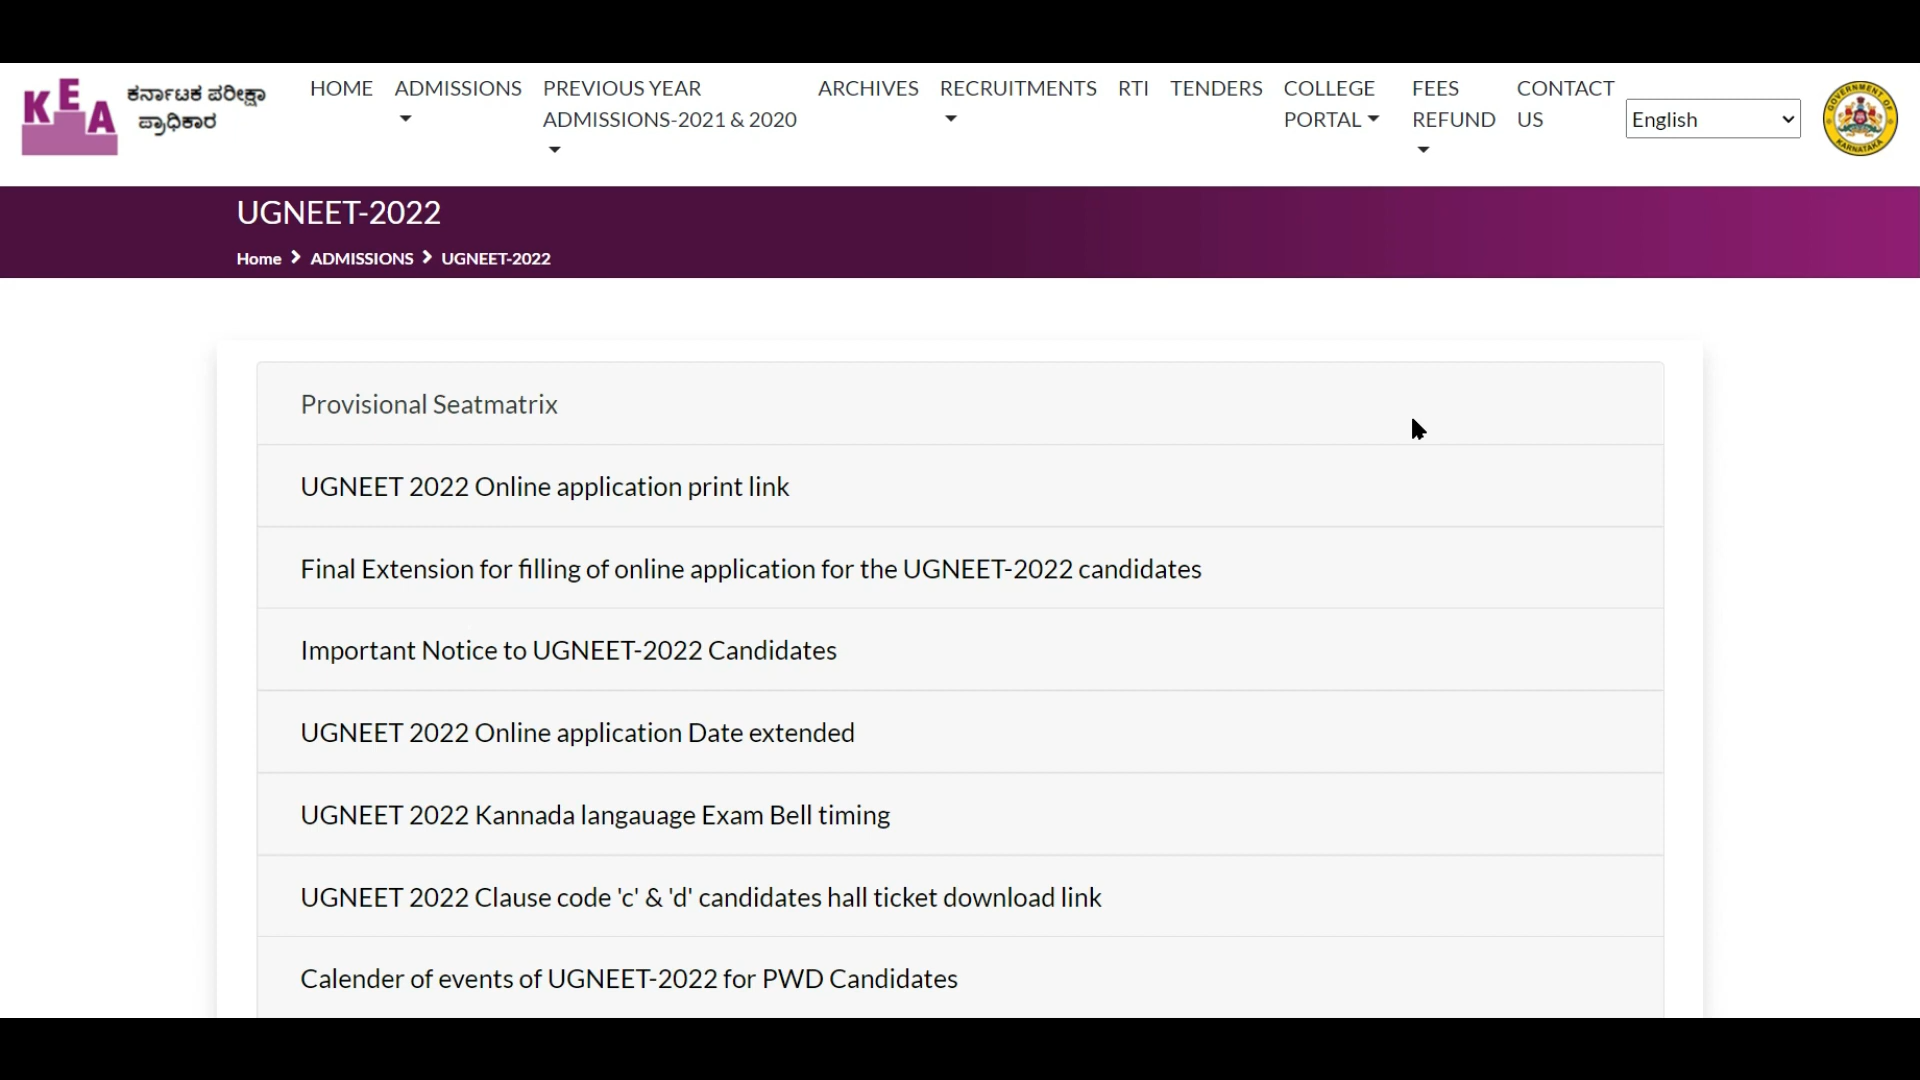 KEA
ಕರ್ನಾಟಕ ಪರೀಕ್ಷಾ
ಪ್ರಾಧಿಕಾರ
HOME
ADMISSIONS
PREVIOUS YEAR
ADMISSIONS-2021 & 2020
ARCHIVES
RECRUITMENTS
RTI
TENDERS
COLLEGE
PORTAL
FEES
REFUND
CONTACT
US
English
GOVERNMENT OF
KARNATAKA
UGNEET-2022
Home > ADMISSIONS > UGNEET-2022
Provisional Seatmatrix
UGNEET 2022 Online application print link
Final Extension for filling of online application for the UGNEET-2022 candidates
Important Notice to UGNEET-2022 Candidates
UGNEET 2022 Online application Date extended
UGNEET 2022 Kannada langauage Exam Bell timing
UGNEET 2022 Clause code 'c' & 'd' candidates hall ticket download link
Calender of events of UGNEET-2022 for PWD Candidates